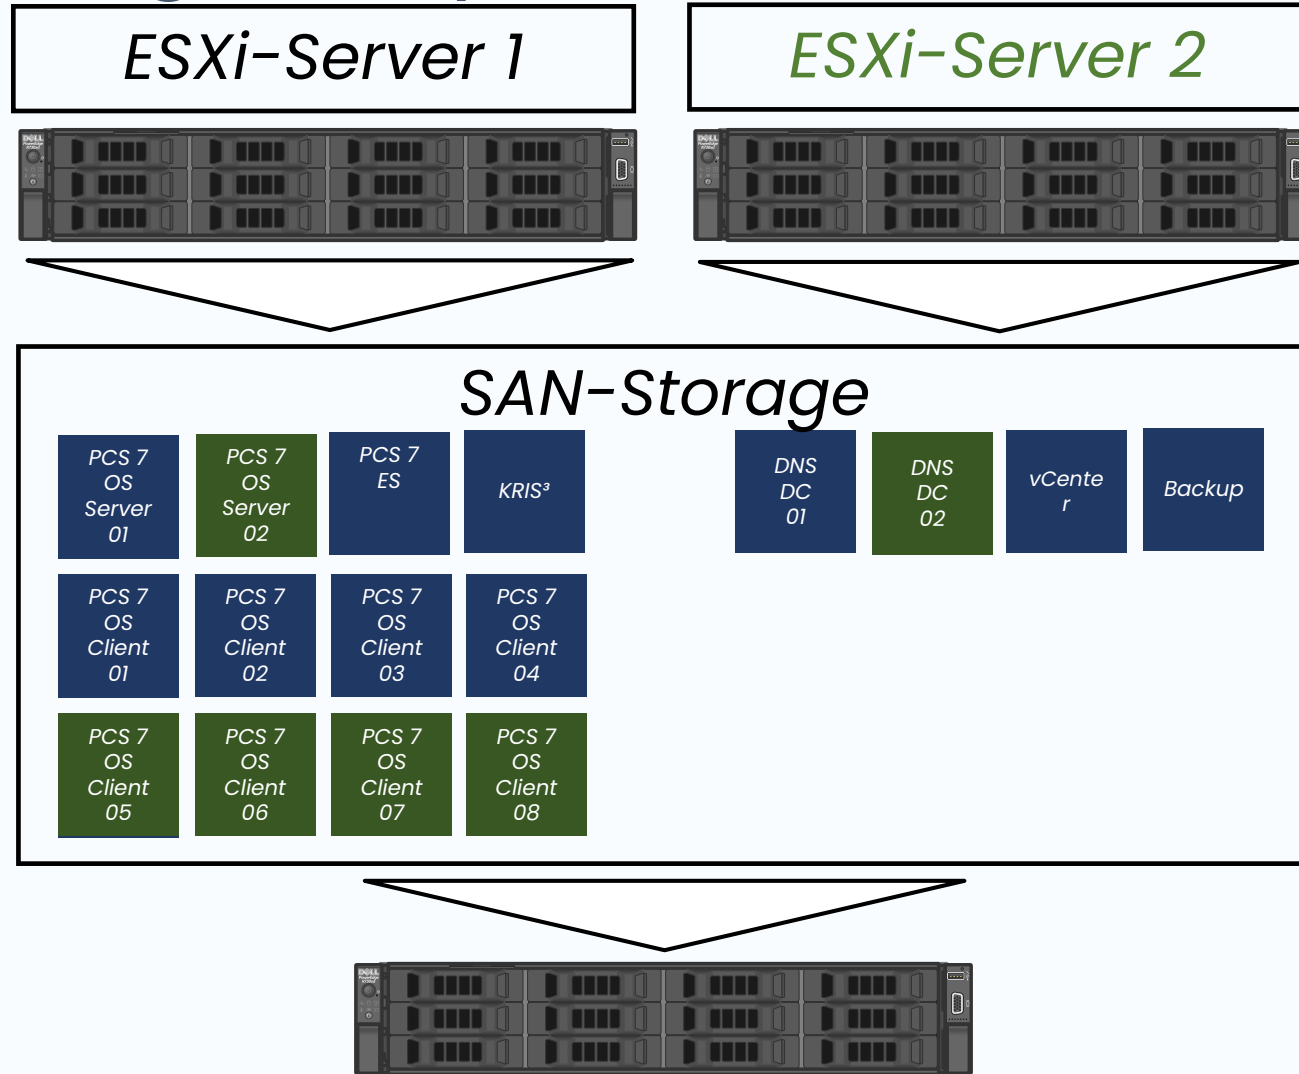 ESXi-Server 1
ESXi-Server 2
DELL
DELL
SAN-Storage
PCS 7
OS
Server
01
PCS 7
OS
Server
02
PCS 7
ES
KRIS³
DNS
DC
01
DNS
DC
02
vCente
r
Backup
PCS 7
OS
Client
01
PCS 7
OS
Client
02
PCS 7
OS
Client
03
PCS 7
OS
Client
04
PCS 7
OS
Client
05
PCS 7
OS
Client
06
PCS 7
OS
Client
07
PCS 7
OS
Client
08
DELL